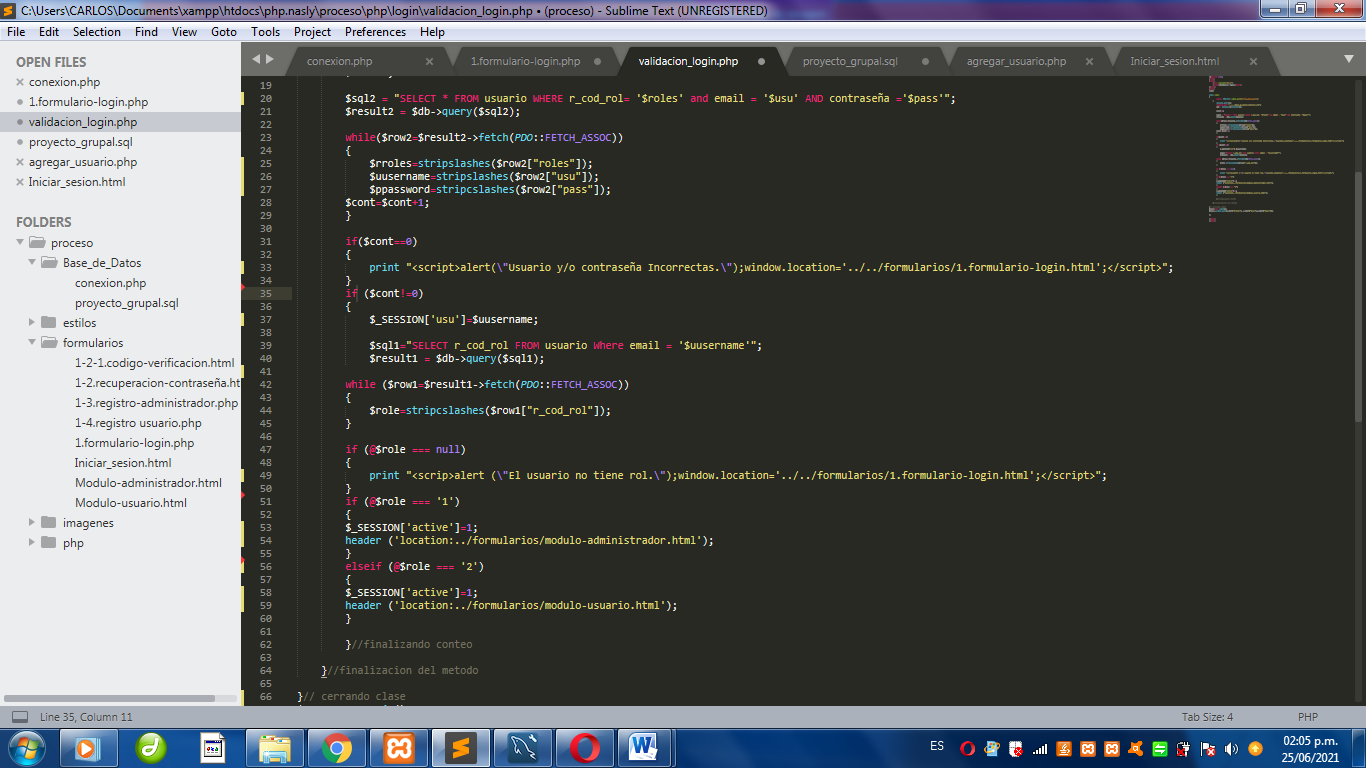 C:\Users\CARLOS\Documents\xampp\htdocs\php.nasly\proceso\php\login\validacion_login.php • (proceso) - Sublime Text (UNREGISTERED)
File Edit Selection Find View Goto Tools Project Preferences Help
OPEN FILES
conexion.php
1.formulario-login.php
validacion_login.php
proyecto_grupal.sql
agregar_usuario.php
Iniciar_sesion.html
FOLDERS
proceso
Base_de_Datos
conexion.php
proyecto_grupal.sql
estilos
formularios
1-2-1.codigo-verificacion.html
1-2.recuperacion-contraseña.ht
1-3.registro-administrador.php
1-4.registro usuario.php
1.formulario-login.php
Iniciar_sesion.html
Modulo-administrador.html
Modulo-usuario.html
imagenes
php
conexion.php 1.formulario-login.php validacion_login.php proyecto_grupal.sql agregar_usuario.php Iniciar_sesion.html
19
20 $sql2 = "SELECT * FROM usuario WHERE r_cod_rol= '$roles' and email = '$usu' AND contraseña ='$pass'";
21 $result2 = $db->query($sql2);
22
23 while($row2=$result2->fetch(PDO::FETCH_ASSOC))
24 {
25 $rroles=stripslashes($row2["roles"]);
26 $uusername=stripslashes($row2["usu"]);
27 $ppassword=stripcslashes($row2["pass"]);
28 $cont=$cont+1;
29 }
30
31 if($cont==0)
32 {
33 print "<script>alert(\"Usuario y/o contraseña Incorrectas.\");window.location='../../formularios/1.formulario-login.html';</script>";
34 }
35 if ($cont!=0)
36 {
37 $_SESSION['usu']=$uusername;
38
39 $sql1="SELECT r_cod_rol FROM usuario Where email = '$uusername'";
40 $result1 = $db->query($sql1);
41
42 while ($row1=$result1->fetch(PDO::FETCH_ASSOC))
43 {
44 $role=stripcslashes($row1["r_cod_rol"]);
45 }
46
47 if (@$role === null)
48 {
49 print "<scrip>alert (\"El usuario no tiene rol.\");window.location='../../formularios/1.formulario-login.html';</script>";
50 }
51 if (@$role === '1')
52 {
53 $_SESSION['active']=1;
54 header ('location:../formularios/modulo-administrador.html');
55 }
56 elseif (@$role === '2')
57 {
58 $_SESSION['active']=1;
59 header ('location:../formularios/modulo-usuario.html');
60 }
61
62 }//finalizando conteo
63
64 }//finalizacion del metodo
65
66 }// cerrando clase
Line 35, Column 11 Tab Size: 4 PHP
ES 02:05 p.m.
25/06/2021